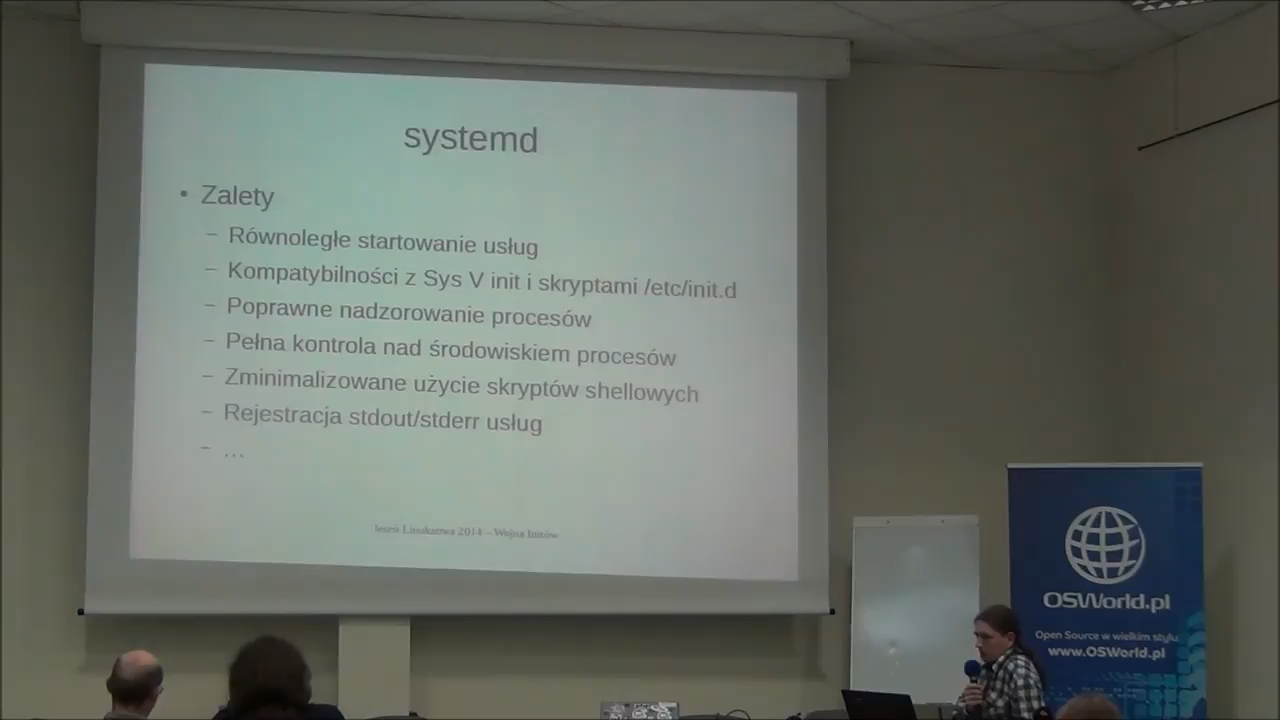 systemd
• Zalety
– Równoległe startowanie usług
– Kompatybilności z Sys V init i skryptami /etc/init.d
– Poprawne nadzorowanie procesów
– Pełna kontrola nad środowiskiem procesów
– Zminimalizowane użycie skryptów shellowych
– Rejestracja stdout/stderr usług
– ...
Jesień Linuksowa 2014 – Wojna Initów
OSWorld.pl
Open Source w wielkim stylu
www.OSWorld.pl